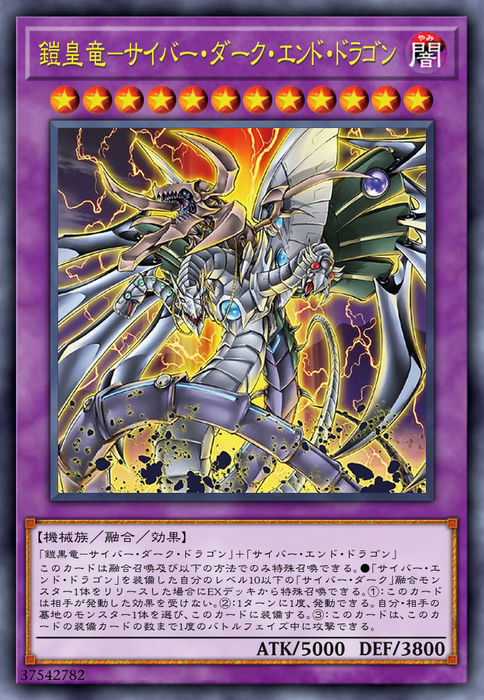 鎧皇竜－サイバー・ダーク・エンド・ドラゴン
やみ
闇
【機械族／融合／効果】
「鎧黒竜－サイバー・ダーク・ドラゴン」＋「サイバー・エンド・ドラゴン」
このカードは融合召喚及び以下の方法でのみ特殊召喚できる。●「サイバー・エ
ンド・ドラゴン」を装備した自分のレベル10以下の「サイバー・ダーク」融合モン
スター1体をリリースした場合にEXデッキから特殊召喚できる。①：このカード
は相手が発動した効果を受けない。②：1ターンに1度、発動できる。自分・相手の
墓地のモンスター1体を選び、このカードに装備する。③：このカードは、このカ
ードの装備カードの数まで1度のバトルフェイズ中に攻撃できる。
ATK/5000 DEF/3800
37542782